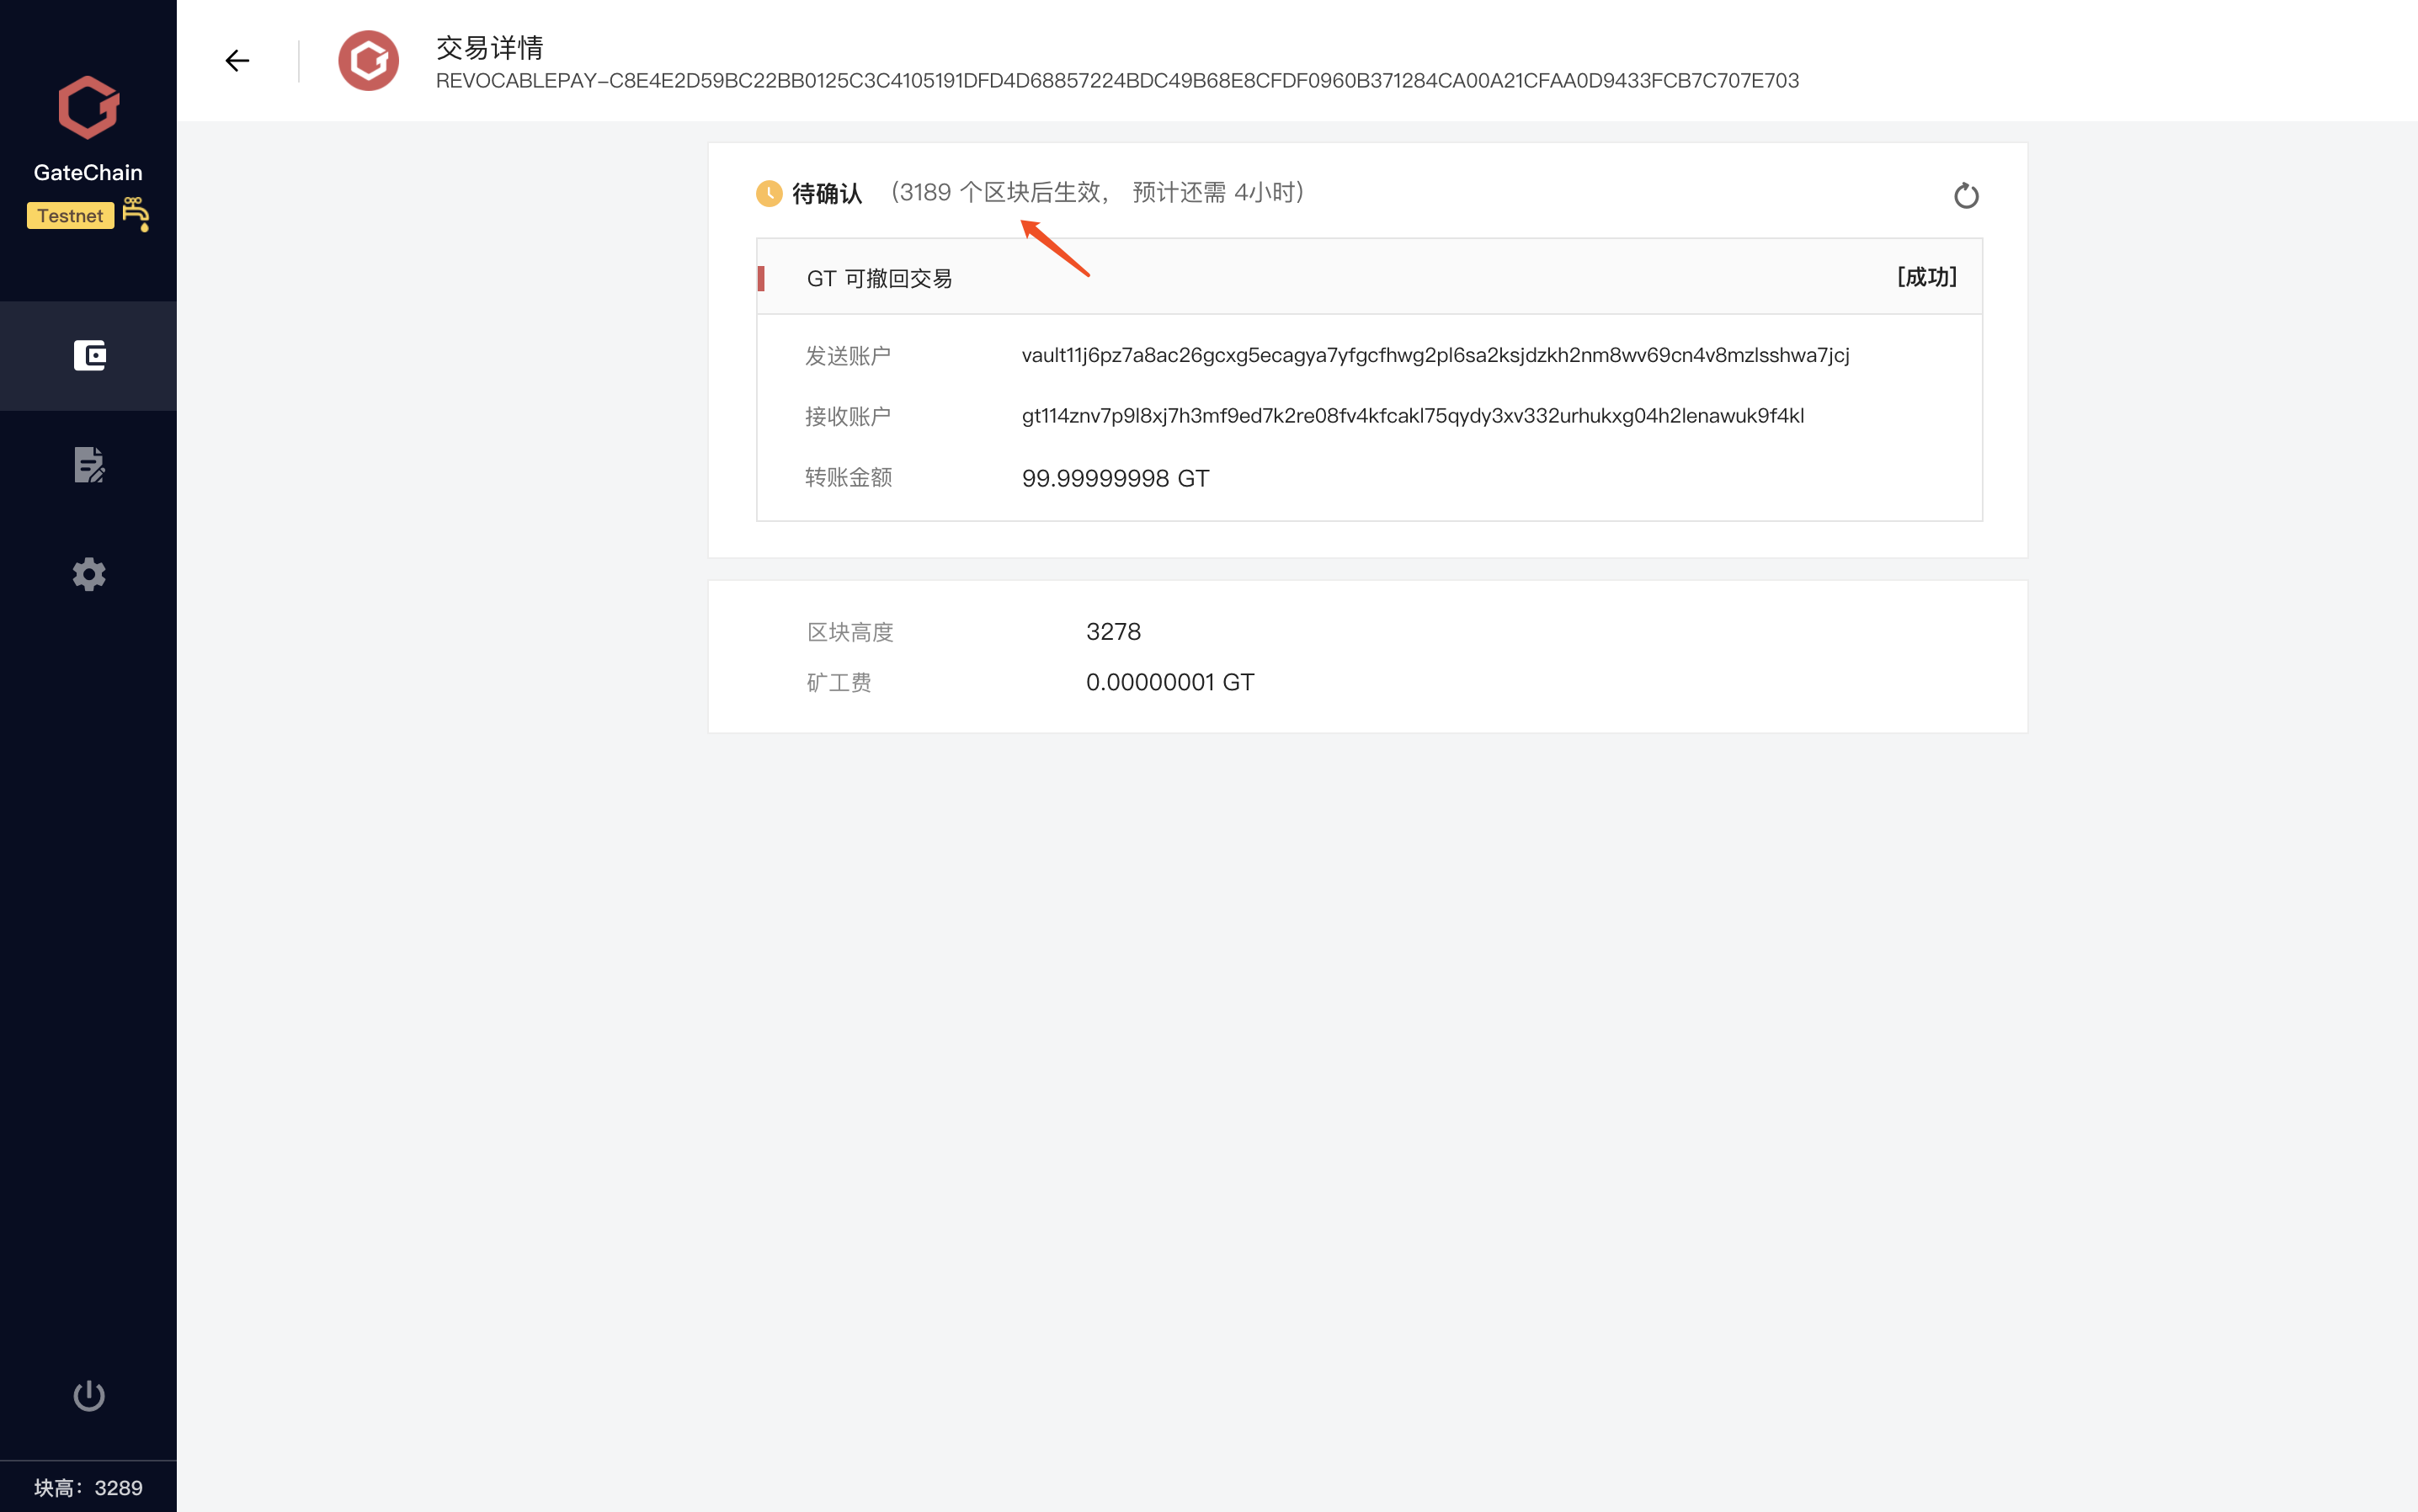 GateChain
Testnet
块高：3289
交易详情
REVOCABLEPAY-C8E4E2D59BC22BB0125C3C4105191DFD4D68857224BDC49B68E8CFDF0960B371284CA00A21CFAA0D9433FCB7C707E703
待确认 （3189 个区块后生效， 预计还需 4小时）
GT 可撤回交易 [成功]
发送账户 vault11j6pz7a8ac26gcxg5ecagya7yfgcfhwg2pl6sa2ksjdzkh2nm8wv69cn4v8mzlsshwa7jcj
接收账户 gt114znv7p9l8xj7h3mf9ed7k2re08fv4kfcakl75qydy3xv332urhukxg04h2lenawuk9f4kl
转账金额 99.99999998 GT
区块高度 3278
矿工费 0.00000001 GT